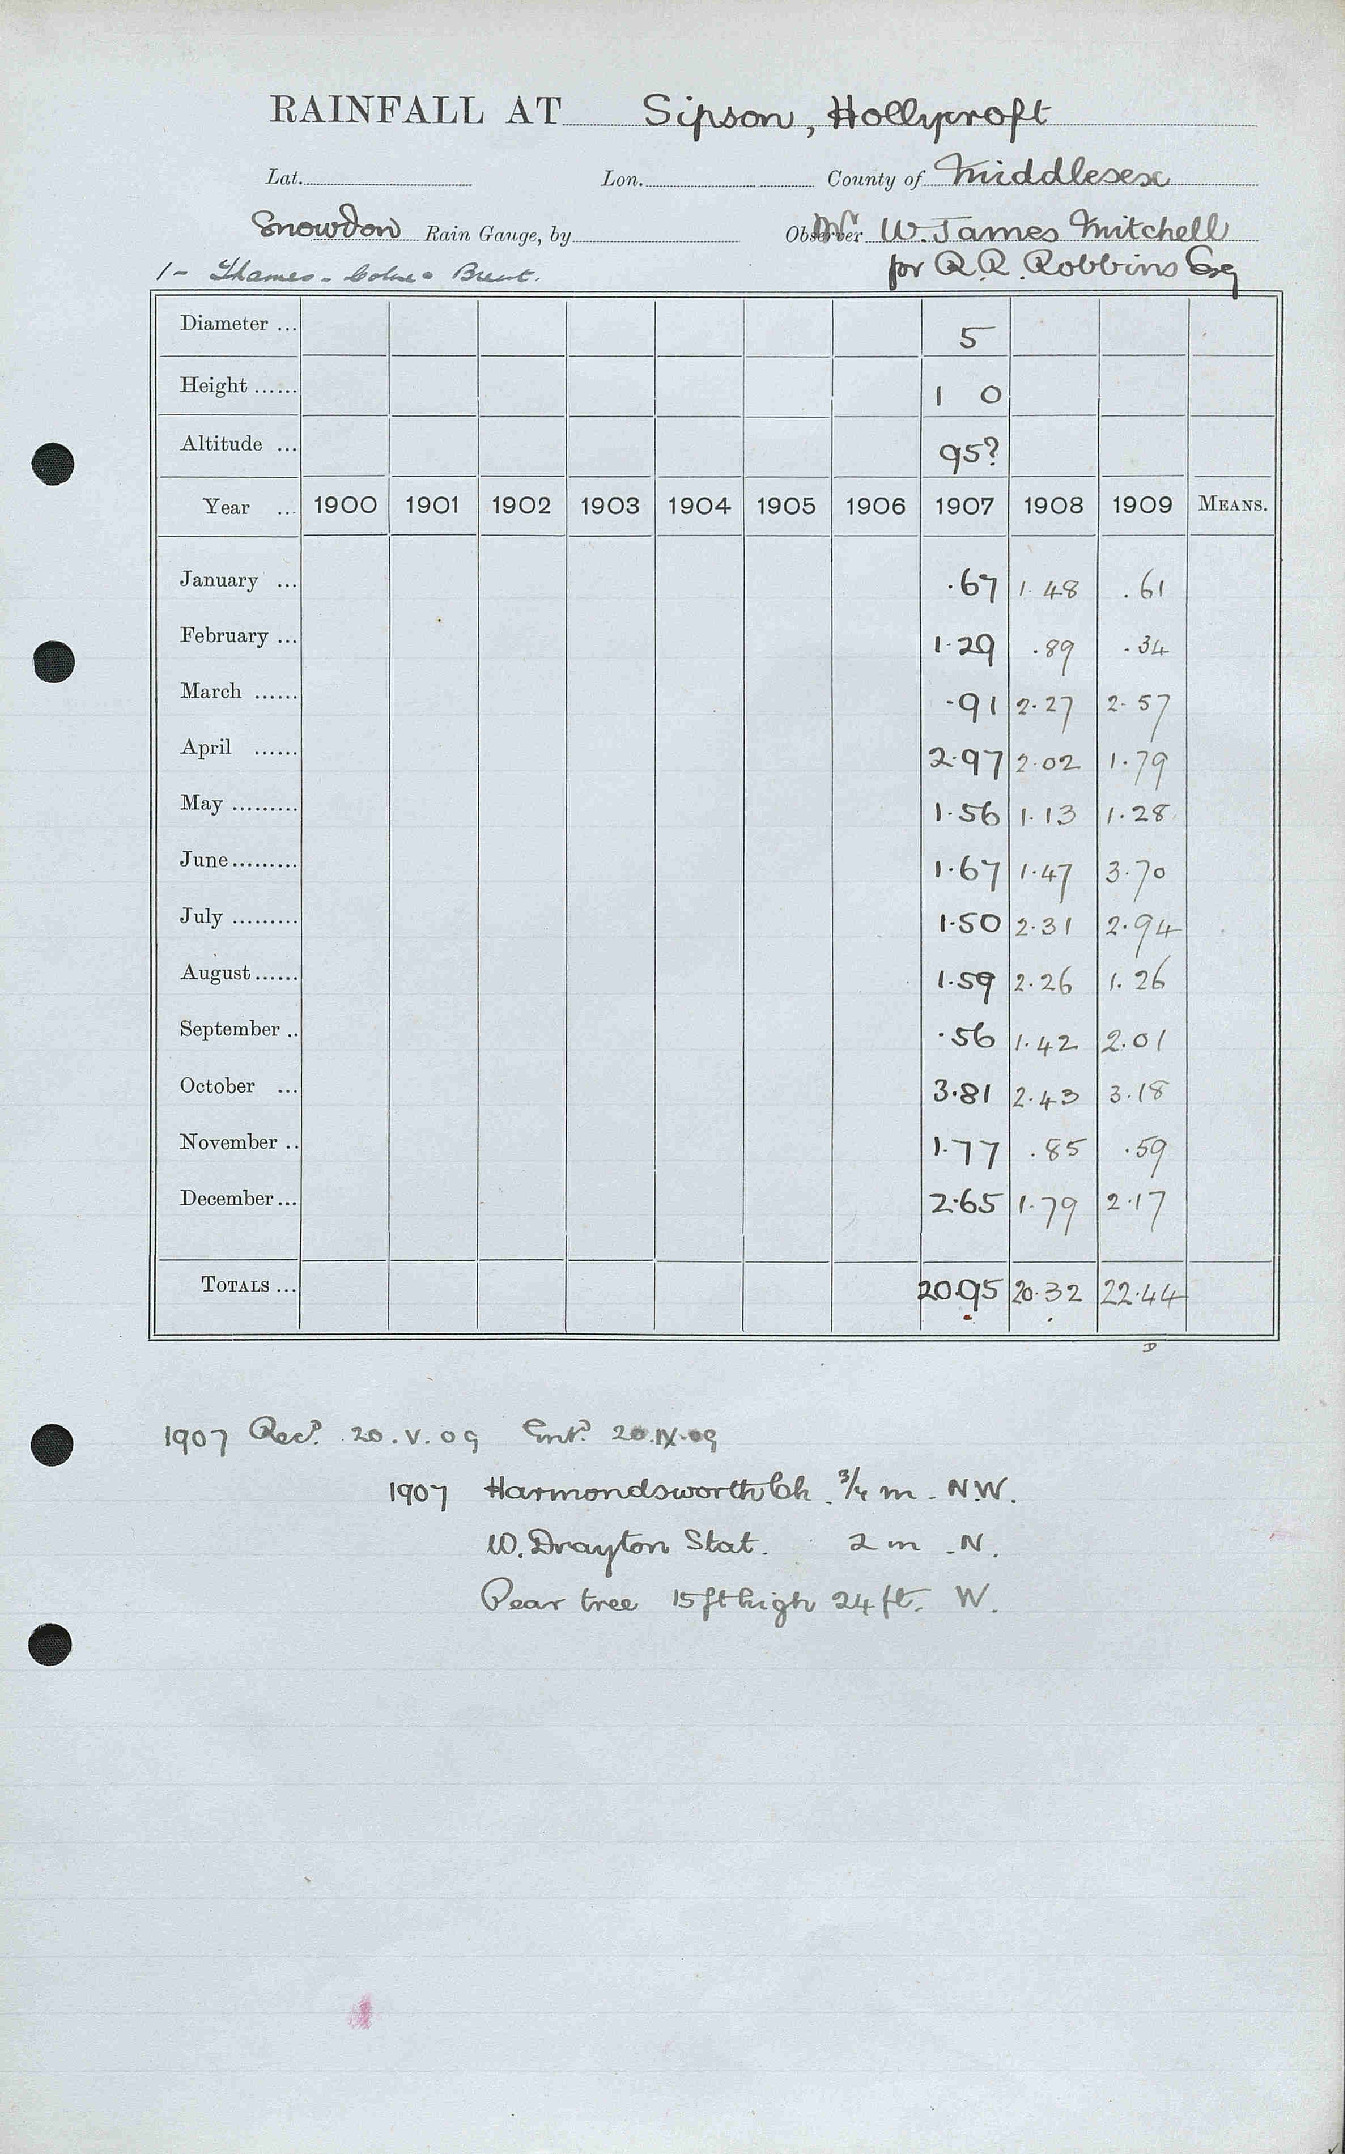 RAINFALL AT Sipson, Hollycroft
Lat. Lon. County of Middlesex
Snowdon Rain Gauge, by Observer Mr W. James Mitchell
1 - Thames - Colne - Brent. for R.R. Robbins Esq
Diameter ... 5
Height ...... 1 0
Altitude ... 95?
Year ... 1900 1901 1902 1903 1904 1905 1906 1907 1908 1909 MEANS.
January ... .67 1.48 .61
February ... 1.29 .89 .34
March ...... .91 2.27 2.57
April ...... 2.97 2.02 1.79
May ......... 1.56 1.13 1.28
June......... 1.67 1.47 3.70
July ......... 1.50 2.31 2.94
August...... 1.59 2.26 1.26
September .. .56 1.42 2.01
October ... 3.81 2.43 3.18
November .. 1.77 .85 .59
December... 2.65 1.79 2.17
TOTALS ... 20.95 20.32 22.44
D
1907 Recd. 20.V.09 Entd. 20.IX.09
1907 Harmondsworth Ch. 3/4 m - N.W.
W. Drayton Stat. 2 m - N.
Pear tree 15 ft high 24 ft. W.